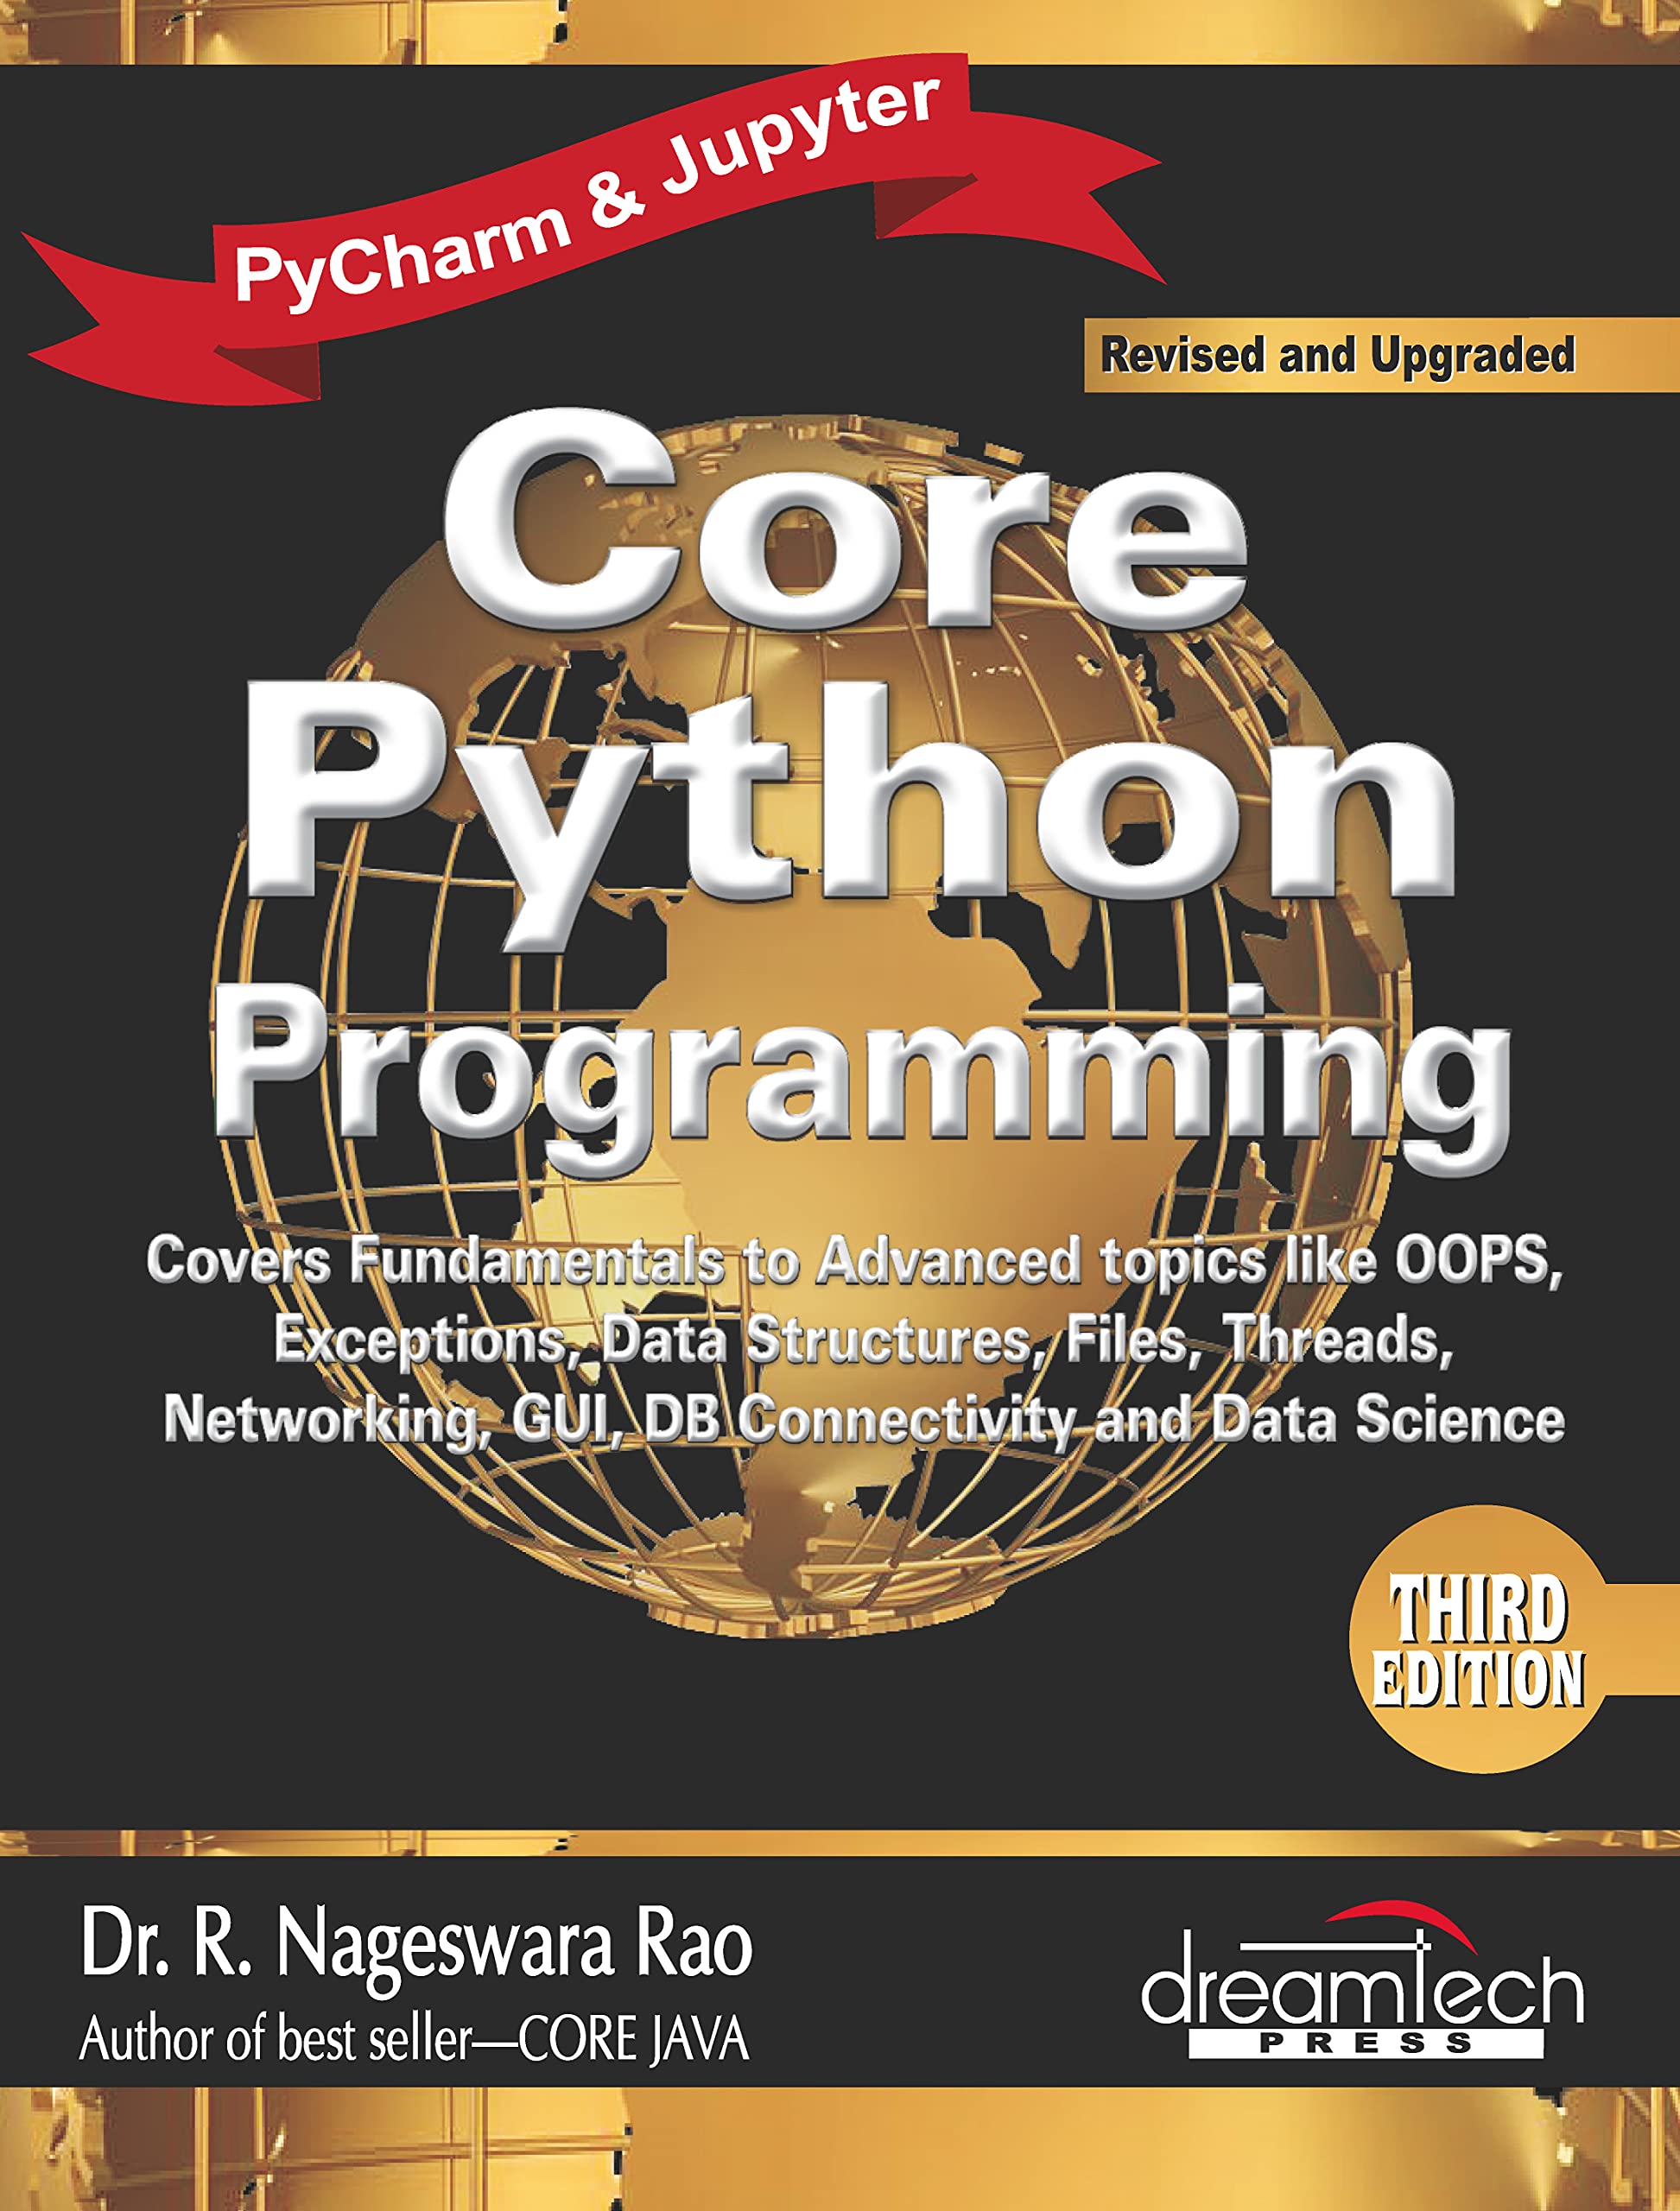 PyCharm & Jupyter
Revised and Upgraded
Core
Python
Programming
Covers Fundamentals to Advanced topics like OOPS,
Exceptions, Data Structures, Files, Threads,
Networking, GUI, DB Connectivity and Data Science
THIRD
EDITION
Dr. R. Nageswara Rao
Author of best seller—CORE JAVA
dreamtech
PRESS